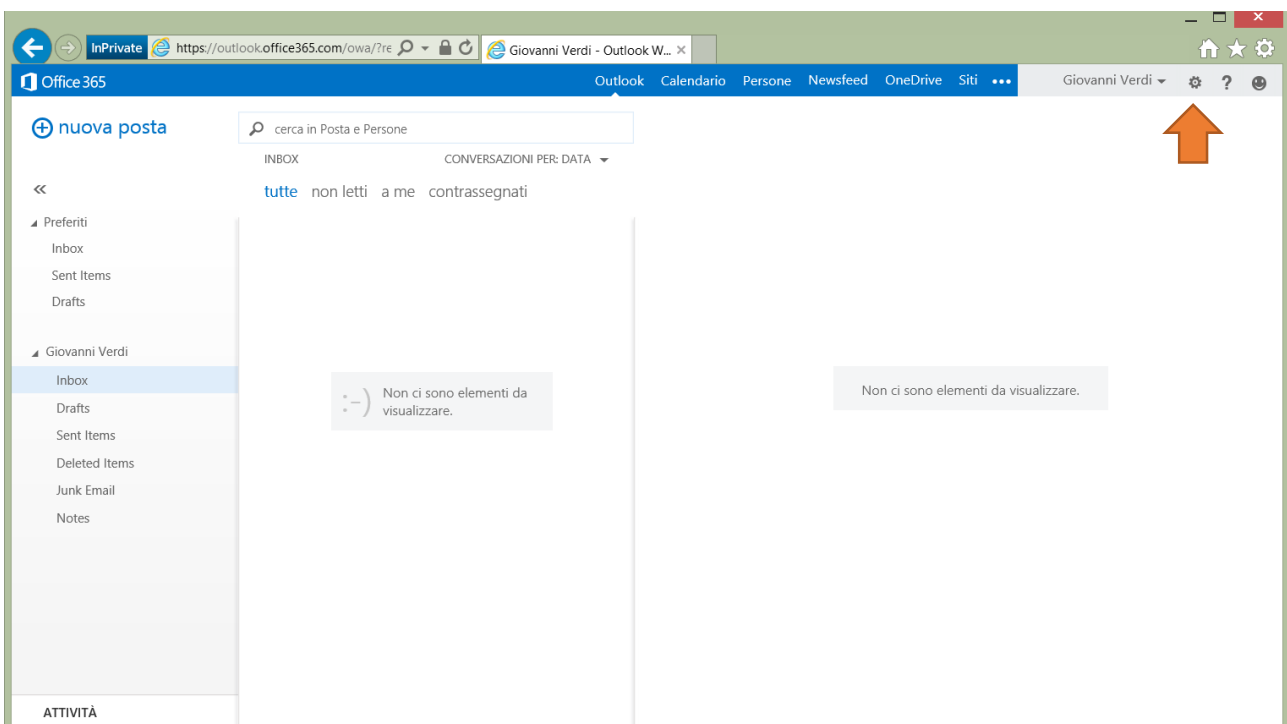 InPrivate https://outlook.office365.com/owa/?re Giovanni Verdi - Outlook W...
Office 365 Outlook Calendario Persone Newsfeed OneDrive Siti ••• Giovanni Verdi ?
nuova posta
cerca in Posta e Persone
INBOX CONVERSAZIONI PER: DATA
tutte non letti a me contrassegnati
Preferiti
Inbox
Sent Items
Drafts
Giovanni Verdi
Inbox
Drafts
Sent Items
Deleted Items
Junk Email
Notes
:-) Non ci sono elementi da
visualizzare.
Non ci sono elementi da visualizzare.
ATTIVITÀ